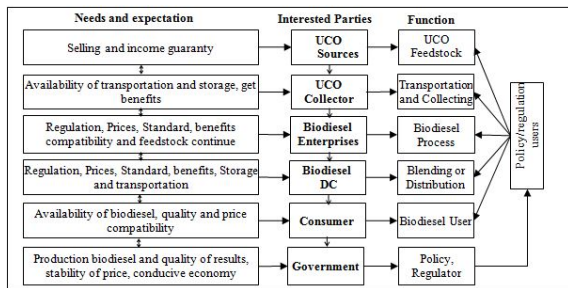 Needs and expectation
Interested Parties
Function
Selling and income guaranty
UCO
Sources
UCO
Feedstock
Availability of transportation and storage, get
benefits
UCO
Collector
Transportation
and Collecting
Regulation, Prices, Standard, benefits
compatibility and feedstock continue
Biodiesel
Enterprises
Biodiesel
Process
Regulation, Prices, Standard, benefits, Storage
and transportation
Biodiesel
DC
Blending or
Distribution
Availability of biodiesel, quality and price
compatibility
Consumer
Biodiesel User
Production biodiesel and quality of results,
stability of price, conducive economy
Government
Policy,
Regulator
Policy/regulation
users